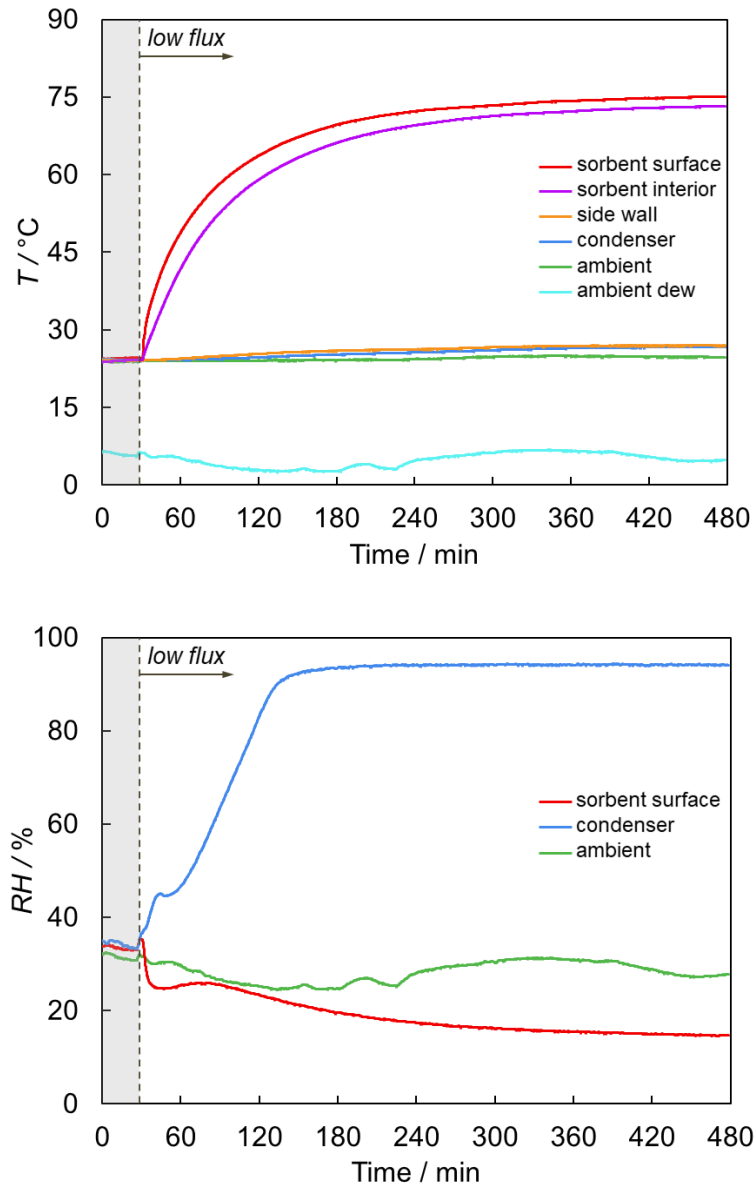 90
low flux
75
60
sorbent surface
sorbent interior
45
side wall
T / °C
condenser
ambient
30
ambient dew
15
0
0 60 120 180 240 300 360 420 480
Time / min
100
low flux
80
60
sorbent surface
condenser
RH / %
ambient
40
20
0
0 60 120 180 240 300 360 420 480
Time / min